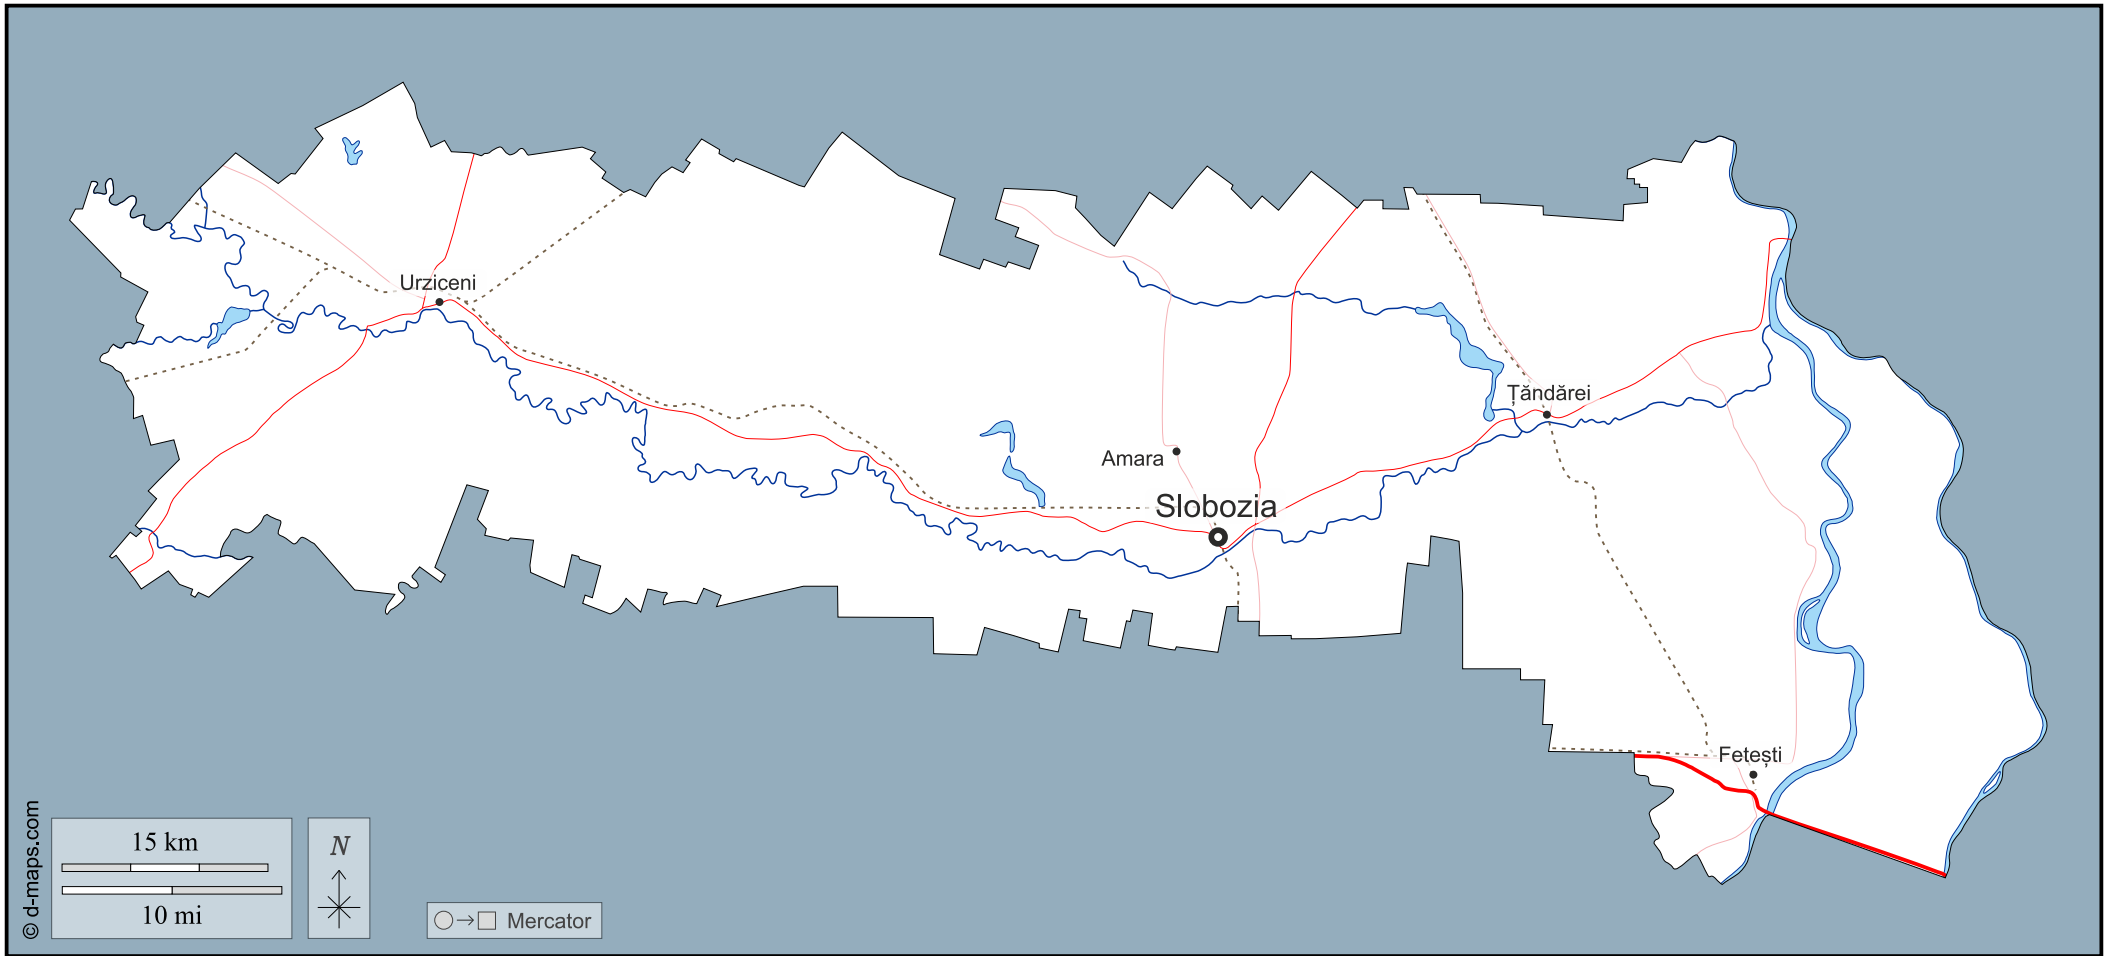 Urziceni
Țăndărei
Amara
Slobozia
Fetești
15 km
10 mi
N
Mercator
© d-maps.com